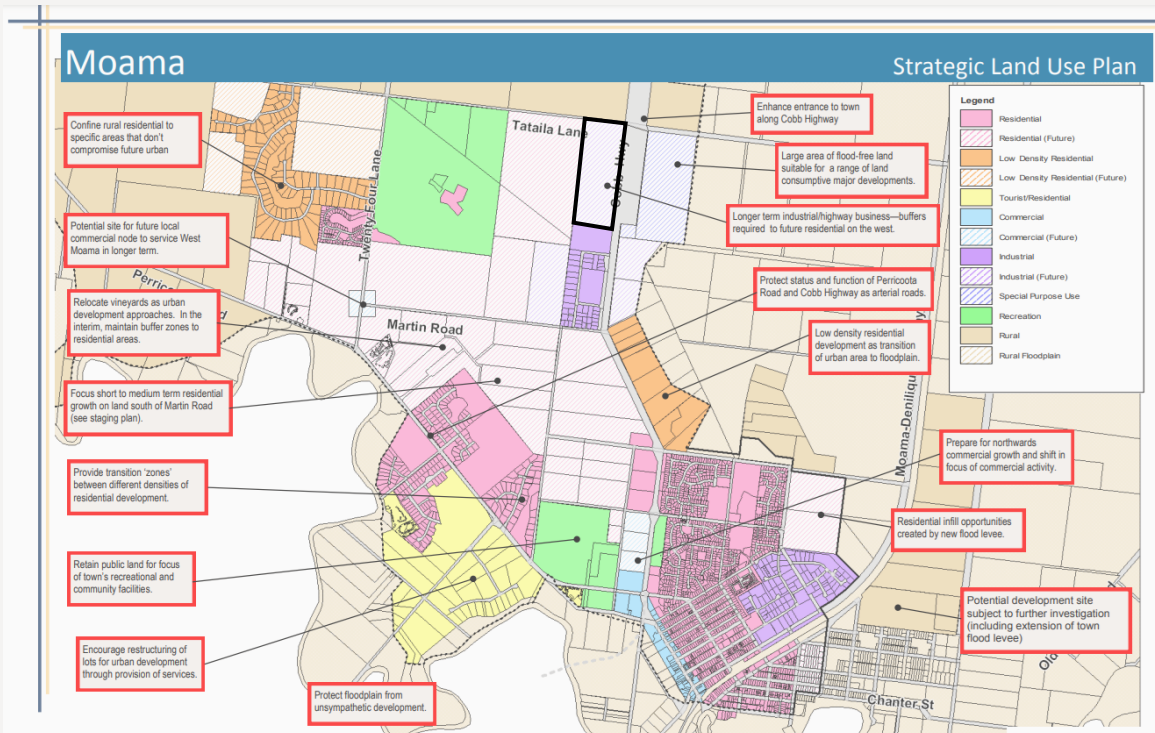 Moama
Strategic Land Use Plan
Confine rural residential to
specific areas that don't
compromise future urban
Potential site for future local
commercial node to service West
Moama in longer term.
Relocate vineyards as urban
development approaches. In the
interim, maintain buffer zones to
residential areas.
Focus short to medium term residential
growth on land south of Martin Road
(see staging plan).
Provide transition 'zones'
between different densities of
residential development.
Retain public land for focus
of town's recreational and
community facilities.
Encourage restructuring of
lots for urban development
through provision of services.
Protect floodplain from
unsympathetic development.
Tataila Lane
Twenty Four Lane
Martin Road
Enhance entrance to town
along Cobb Highway
Large area of flood-free land
suitable for a range of land
consumptive major developments.
Longer term industrial/highway business—buffers
required to future residential on the west.
Protect status and function of Perricoota
Road and Cobb Highway as arterial roads.
Low density residential
development as transition
of urban area to floodplain.
Prepare for northwards
commercial growth and shift in
focus of commercial activity.
Residential infill opportunities
created by new flood levee.
Potential development site
subject to further investigation
(including extension of town
flood levee)
Chanter St
Legend
Residential
Residential (Future)
Low Density Residential
Low Density Residential (Future)
Tourist/Residential
Commercial
Commercial (Future)
Industrial
Industrial (Future)
Special Purpose Use
Recreation
Rural
Rural Floodplain